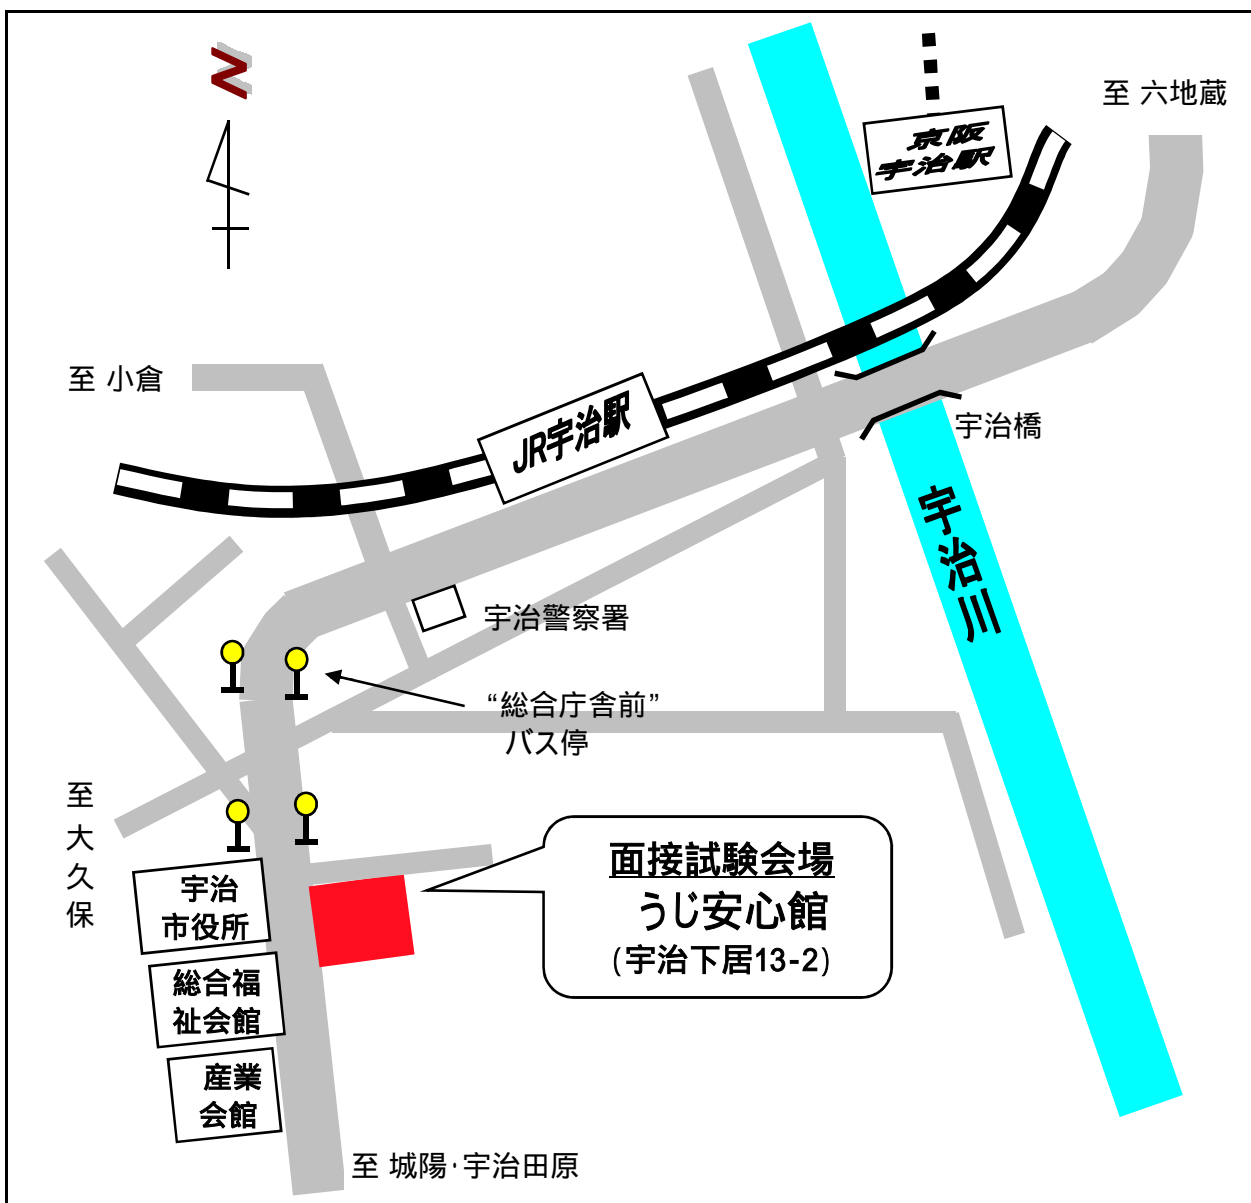 N
至 六地蔵
京阪
宇治駅
至 小倉
JR宇治駅
宇治橋
宇治川
宇治警察署
“総合庁舎前”
バス停
至 大久保
面接試験会場
うじ安心館
(宇治下居13-2)
宇治
市役所
総合福
祉会館
産業
会館
至 城陽・宇治田原